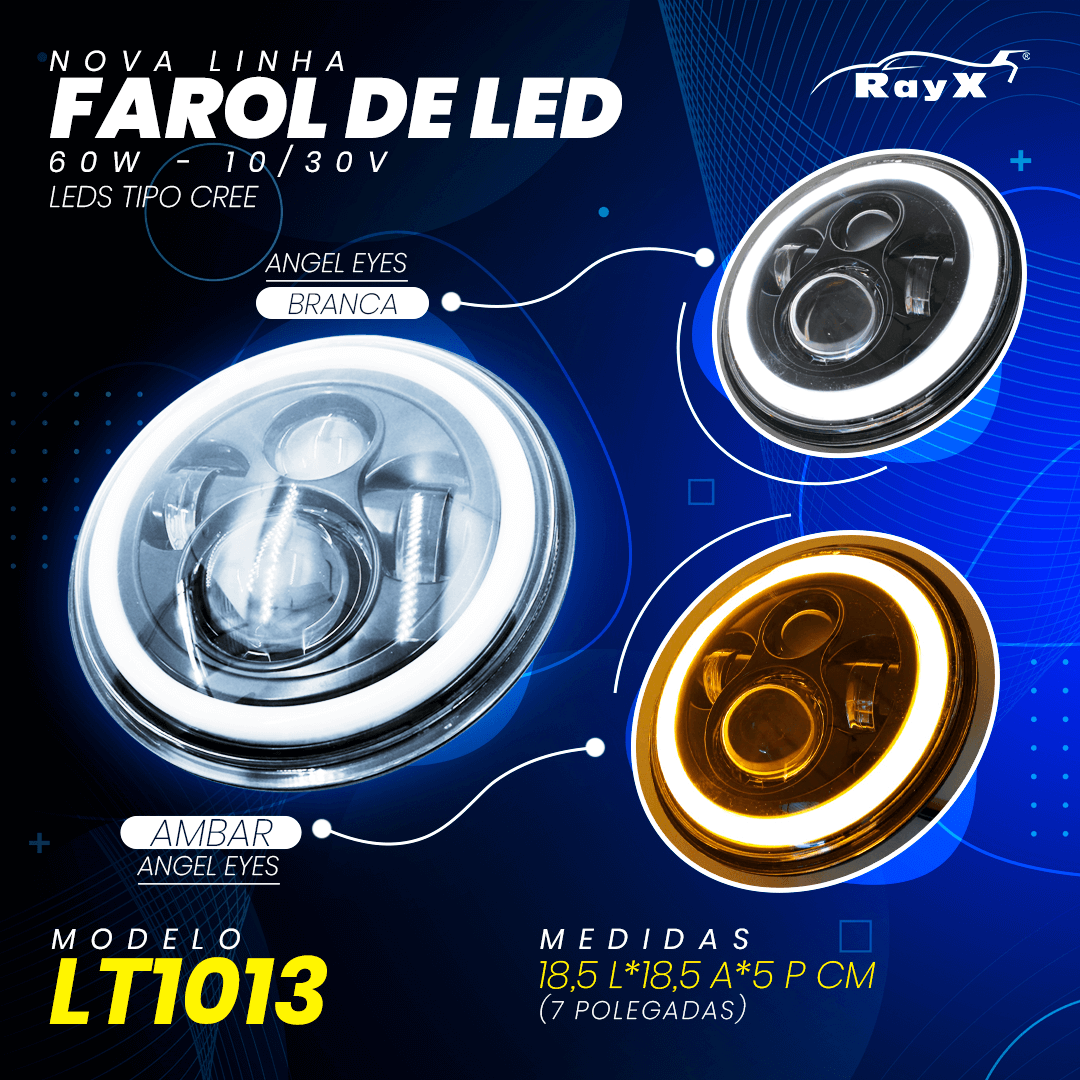 NOVA LINHA
FAROL DE LED
60W - 10/30V
LEDS TIPO CREE
RayX®
ANGEL EYES
BRANCA
AMBAR
ANGEL EYES
MODELO
LT1013
MEDIDAS
18,5 L*18,5 A*5 P CM
(7 POLEGADAS)